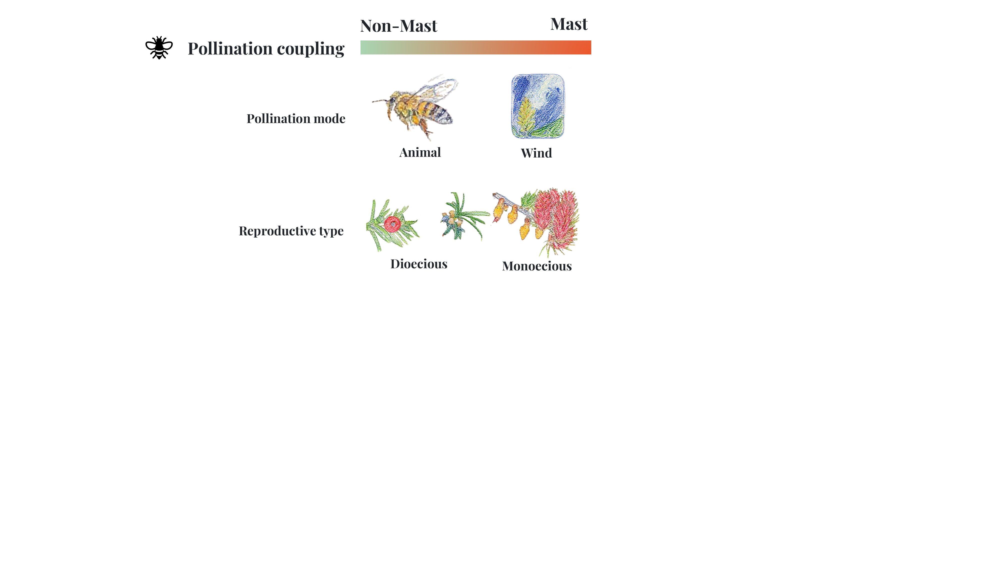 Non-Mast
Mast
Pollination coupling
Pollination mode
Animal
Wind
Reproductive type
Dioecious
Monoecious